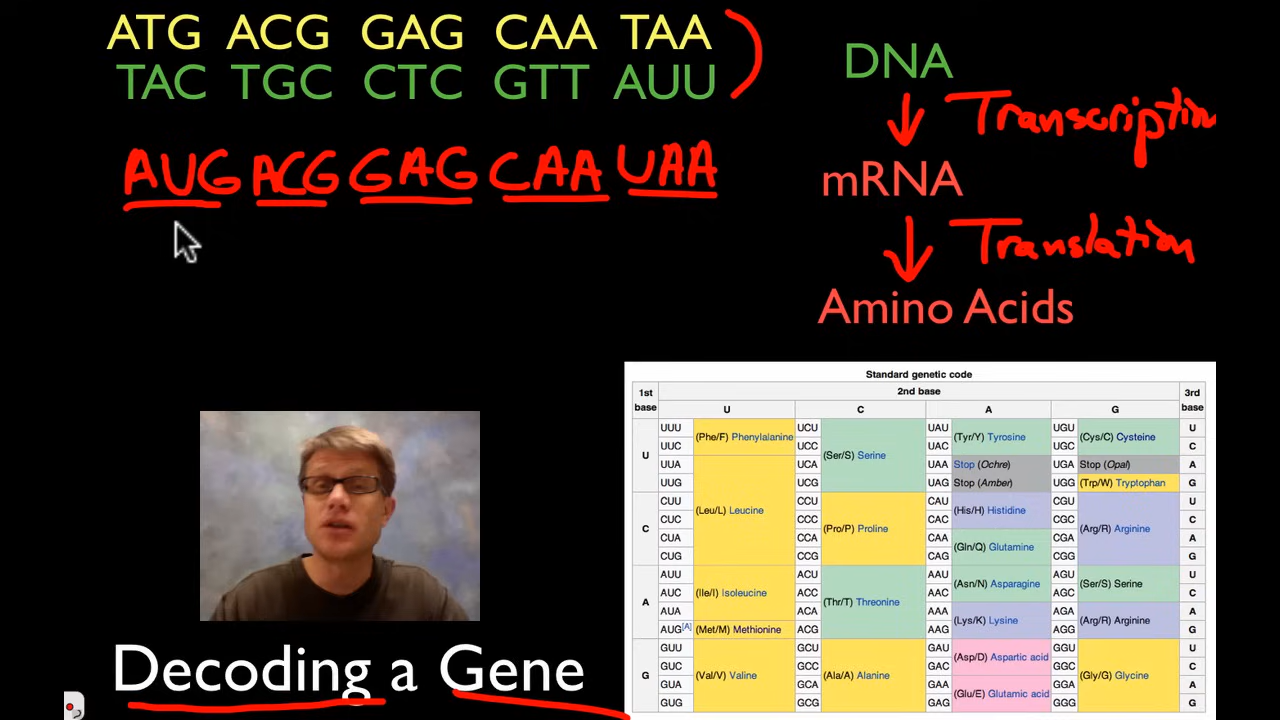 ATG ACG GAG CAA TAA
TAC TGC CTC GTT AUU
AUG ACG GAG CAA UAA
DNA
Transcription
mRNA
Translation
Amino Acids
Standard genetic code
1st base 2nd base 3rd base
U C A G
U
UUU (Phe/F) Phenylalanine UCU (Ser/S) Serine UAU (Tyr/Y) Tyrosine UGU (Cys/C) Cysteine U
UUC UCC UAC UGC C
UUA (Leu/L) Leucine UCA UAA Stop (Ochre) UGA Stop (Opal) A
UUG UCG UAG Stop (Amber) UGG (Trp/W) Tryptophan G
C
CUU CCU (Pro/P) Proline CAU (His/H) Histidine CGU (Arg/R) Arginine U
CUC CCC CAC CGC C
CUA CCA CAA (Gln/Q) Glutamine CGA A
CUG CCG CAG CGG G
A
AUU (Ile/I) Isoleucine ACU (Thr/T) Threonine AAU (Asn/N) Asparagine AGU (Ser/S) Serine U
AUC ACC AAC AGC C
AUA ACA AAA (Lys/K) Lysine AGA (Arg/R) Arginine A
AUG[A] (Met/M) Methionine ACG AAG AGG G
G
GUU (Val/V) Valine GCU (Ala/A) Alanine GAU (Asp/D) Aspartic acid GGU (Gly/G) Glycine U
GUC GCC GAC GGC C
GUA GCA GAA (Glu/E) Glutamic acid GGA A
GUG GCG GAG GGG G
Decoding a Gene